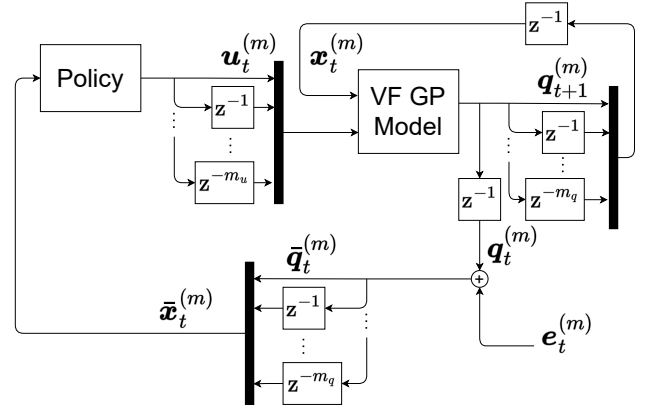 z⁻¹
u_t^{(m)}
x_t^{(m)}
Policy
VF GP
Model
q_{t+1}^{(m)}
z⁻¹
z⁻¹
⋮
⋮
⋮
⋮
z^{-m_u}
z⁻¹
z^{-m_q}
q_t^{(m)}
q̄_t^{(m)}
+
x̄_t^{(m)}
z⁻¹
⋮
⋮
e_t^{(m)}
z^{-m_q}